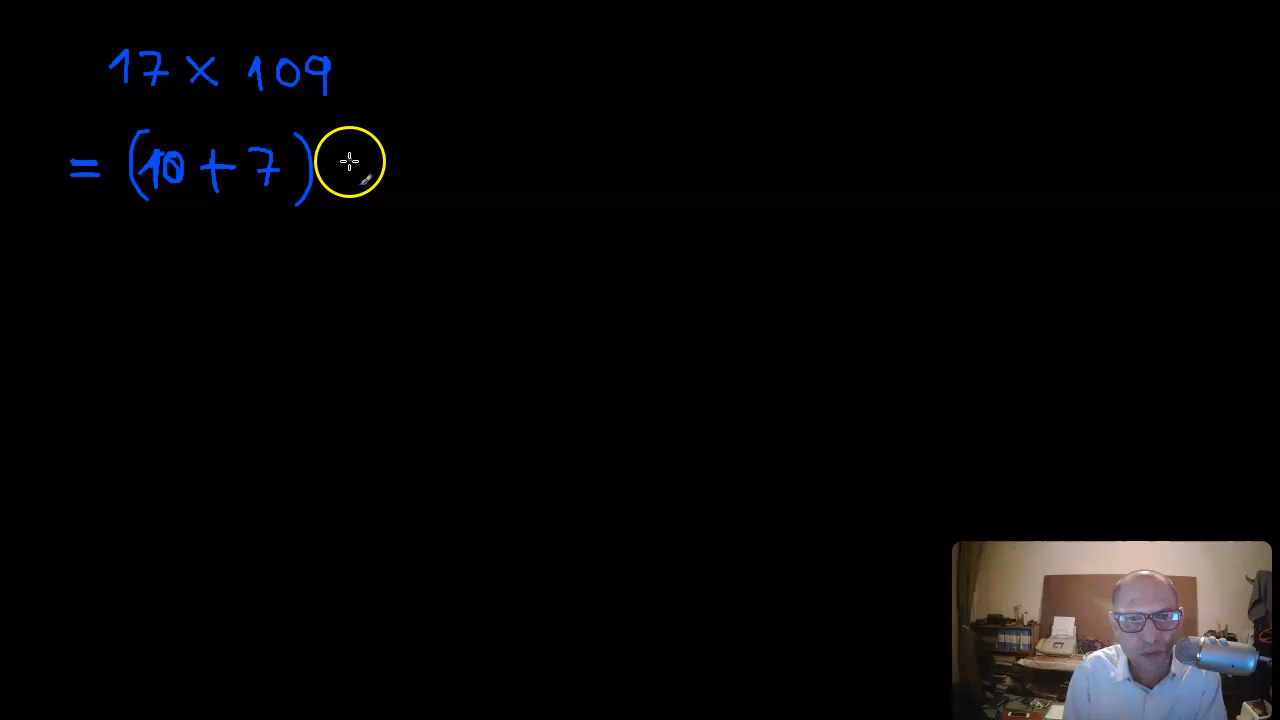 17 × 109
= (10 + 7)